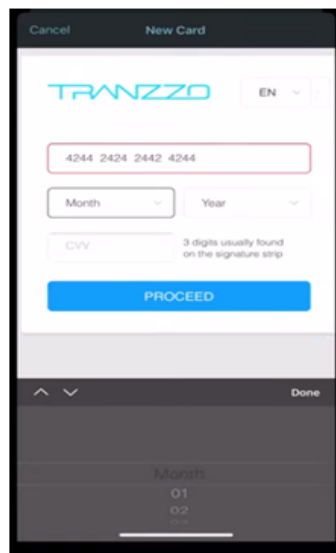 Cancel New Card
TRANZZO EN
4244 2424 2442 4244
Month Year
CVV 3 digits usually found
on the signature strip
PROCEED
Done
Month
01
02